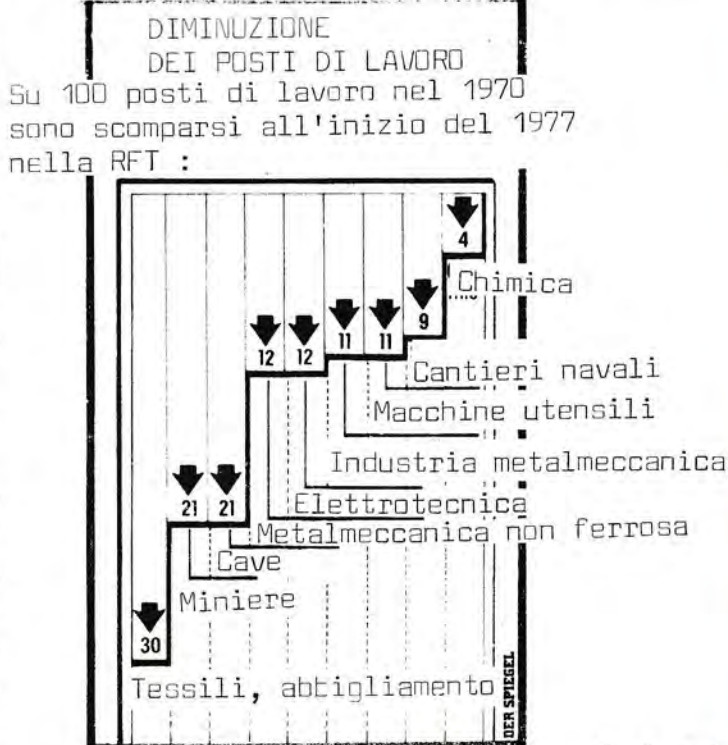 DIMINUZIONE
DEI POSTI DI LAVORO
Su 100 posti di lavoro nel 1970
sono scomparsi all'inizio del 1977
nella RFT :
4
Chimica
9
11
11
12
12
Cantieri navali
Macchine utensili
Industria metalmeccanica
Elettrotecnica
21
21
Metalmeccanica non ferrosa
Cave
Miniere
30
Tessili, abbigliamento
DER SPIEGEL